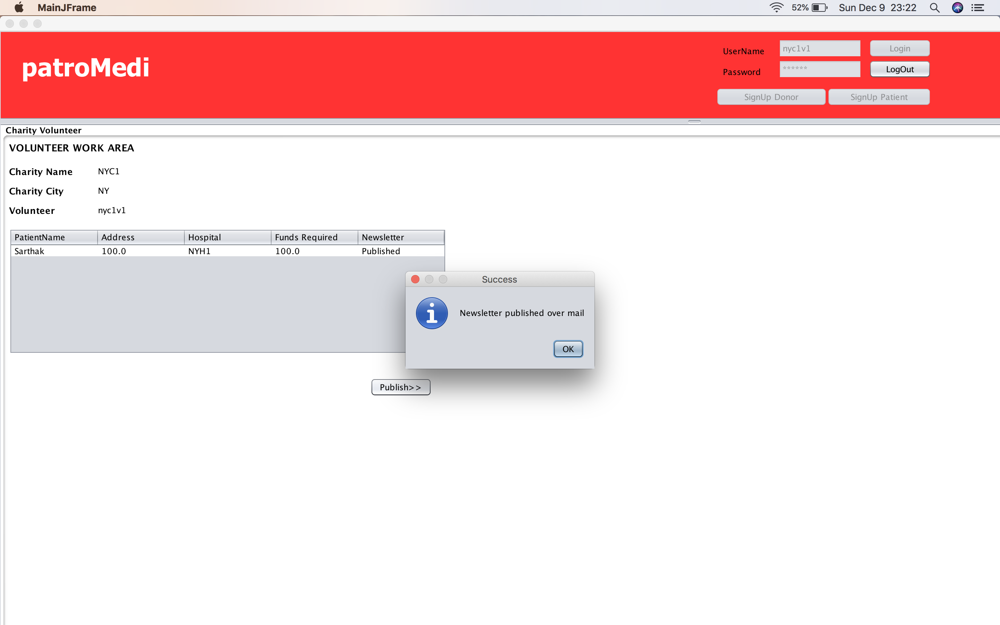 MainJFrame 52% Sun Dec 9 23:22
patroMedi
UserName nyc1v1 Login
Password ****** LogOut
SignUp Donor SignUp Patient
Charity Volunteer
VOLUNTEER WORK AREA
Charity Name NYC1
Charity City NY
Volunteer nyc1v1
PatientName Address Hospital Funds Required Newsletter
Sarthak 100.0 NYH1 100.0 Published
Success
Newsletter published over mail
OK
Publish>>